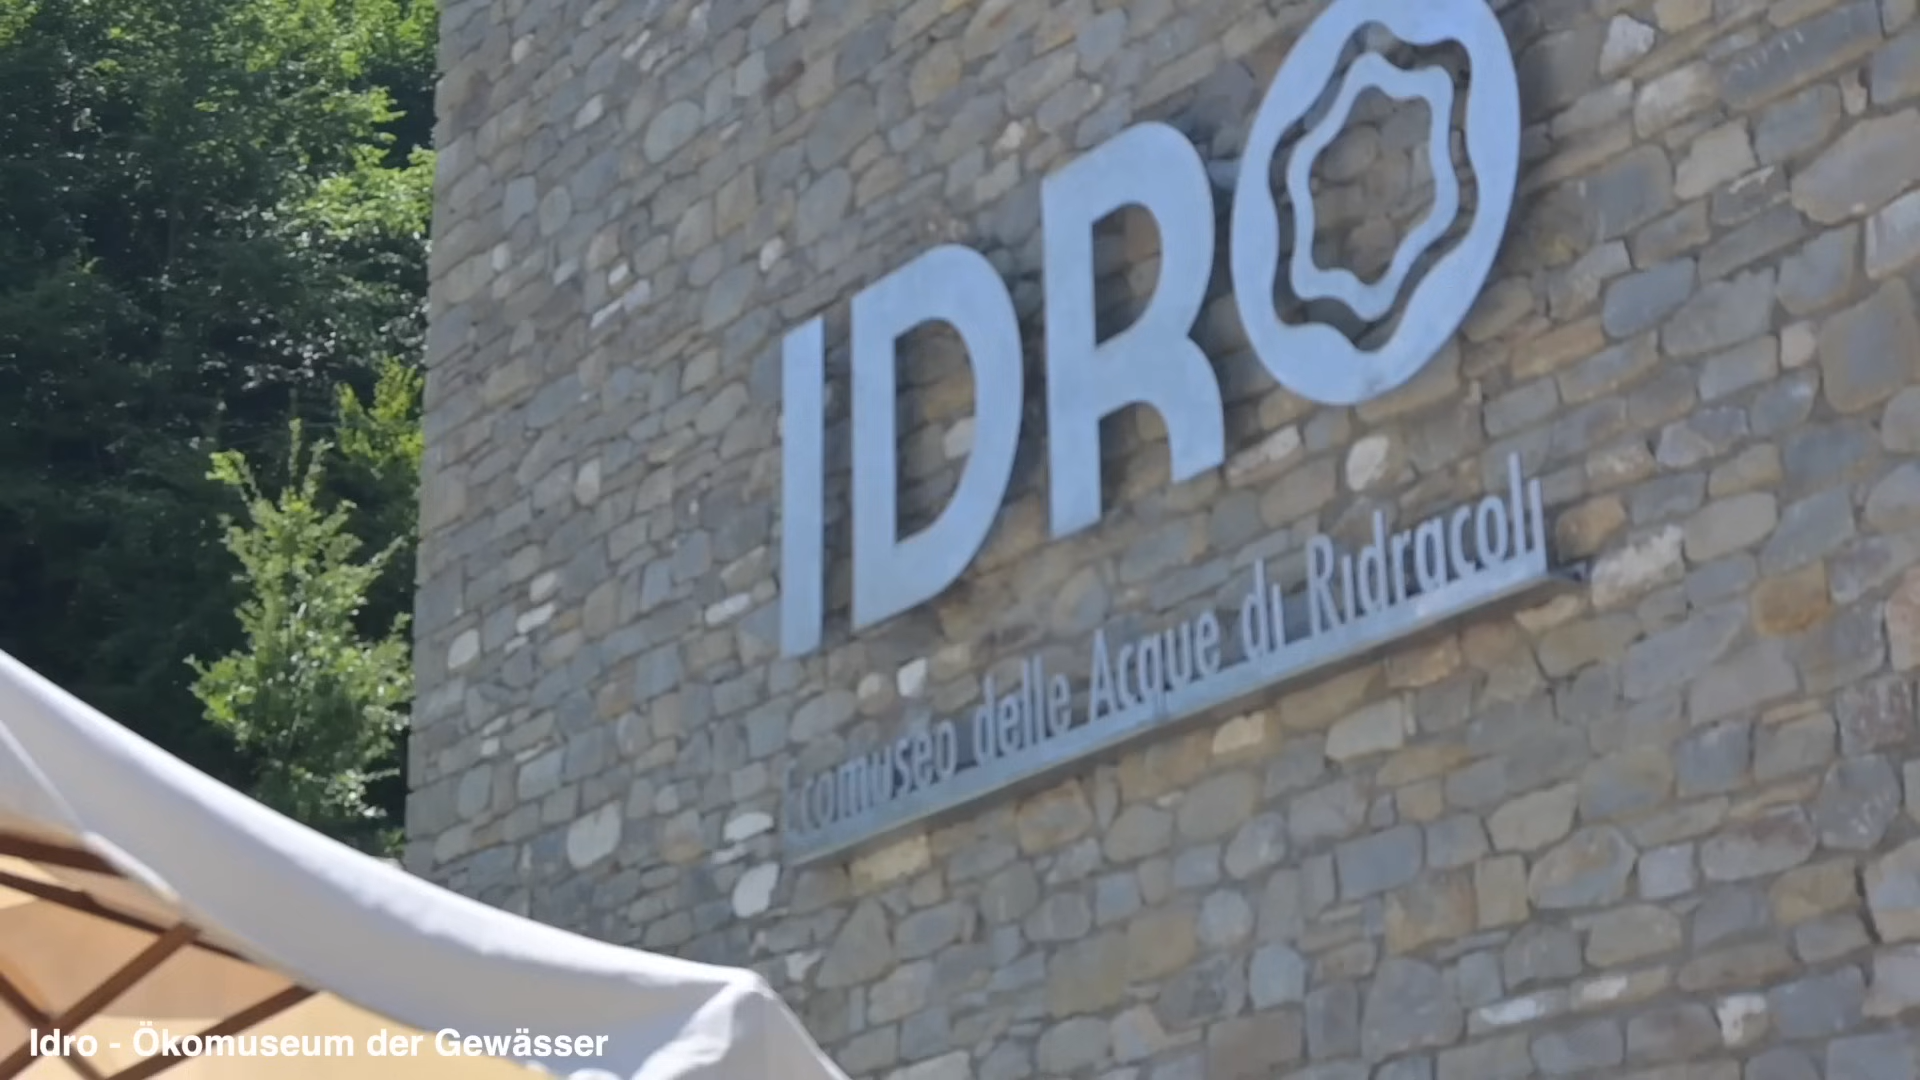 IDRO
Ecomuseo delle Acque di Ridracoli
Idro - Ökomuseum der Gewässer